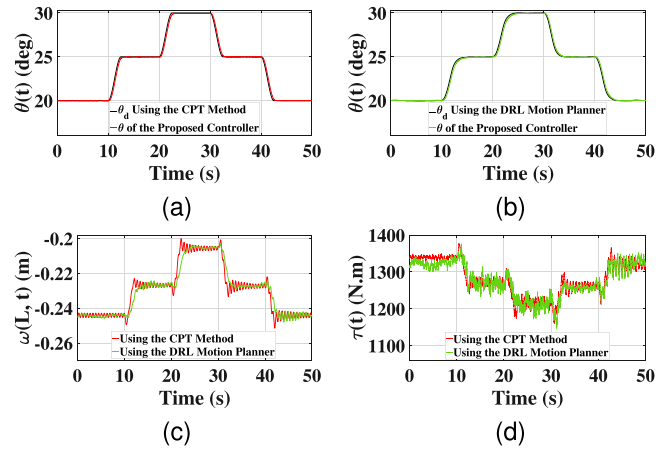 30
25
20
θ(t) (deg)
θd Using the CPT Method
θ of the Proposed Controller
0 10 20 30 40 50
Time (s)
(a)
30
25
20
θ(t) (deg)
θd Using the DRL Motion Planner
θ of the Proposed Controller
0 10 20 30 40 50
Time (s)
(b)
-0.2
-0.22
-0.24
-0.26
ω(L, t) (m)
Using the CPT Method
Using the DRL Motion Planner
0 10 20 30 40 50
Time (s)
(c)
1400
1300
1200
1100
τ(t) (N.m)
Using the CPT Method
Using the DRL Motion Planner
0 10 20 30 40 50
Time (s)
(d)